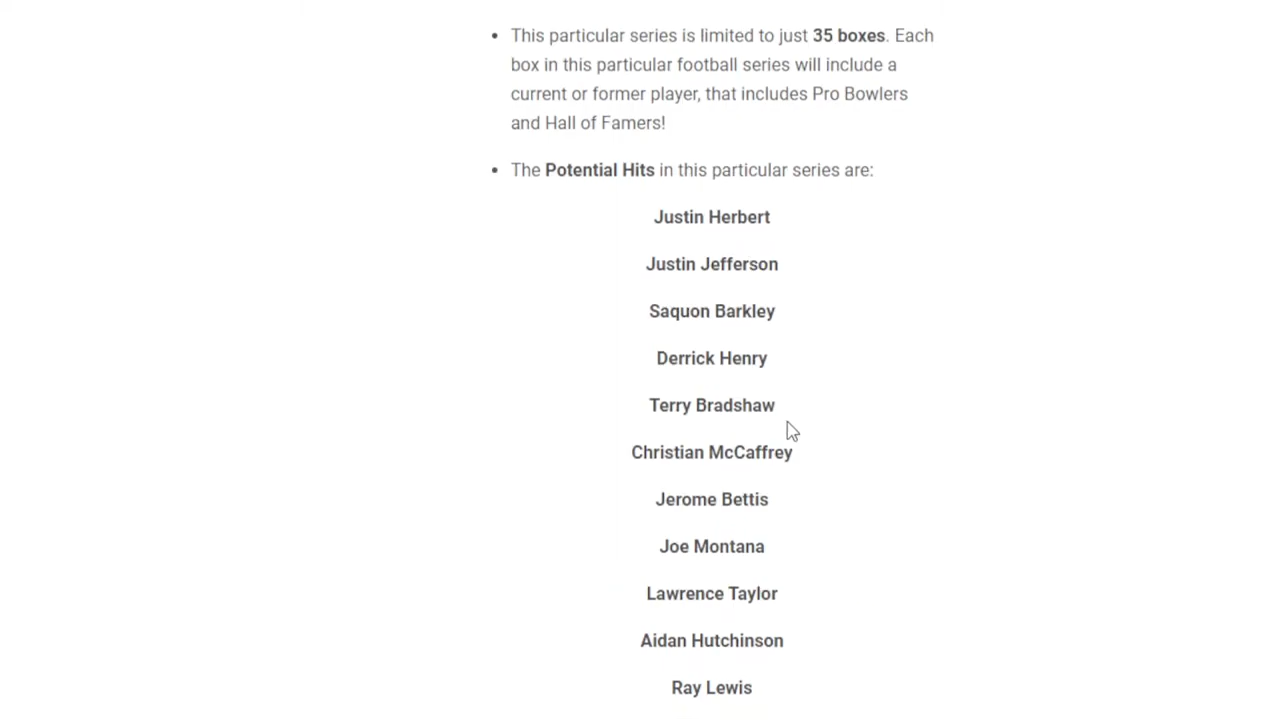 This particular series is limited to just 35 boxes. Each
box in this particular football series will include a
current or former player, that includes Pro Bowlers
and Hall of Famers!
The Potential Hits in this particular series are:
Justin Herbert
Justin Jefferson
Saquon Barkley
Derrick Henry
Terry Bradshaw
Christian McCaffrey
Jerome Bettis
Joe Montana
Lawrence Taylor
Aidan Hutchinson
Ray Lewis